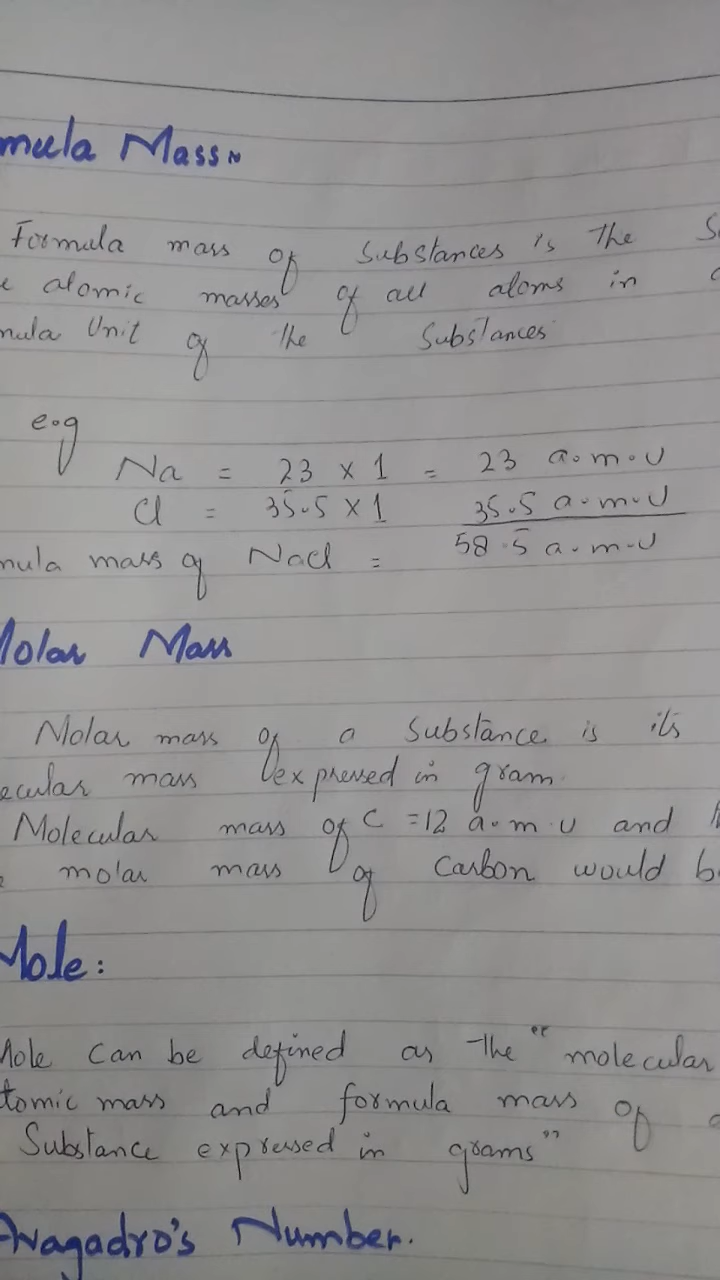 mula Mass
Formula mass of Substances is the S
e atomic masses of all atoms in
mula Unit of the Substances
e.g
Na = 23 x 1 = 23 a.m.U
Cl = 35.5 x 1 35.5 a.m.U
58.5 a.m.U
mula mass of NaCl =
Molar Mass
Molar mass of a Substance is its
ecular mass expressed in gram.
Molecular mass of C = 12 a.m.u and
e molar mass of Carbon would b
Mole:
Mole Can be defined as the "molecular
tomic mass and formula mass of
Substance expressed in grams"
Avagadro's Number.